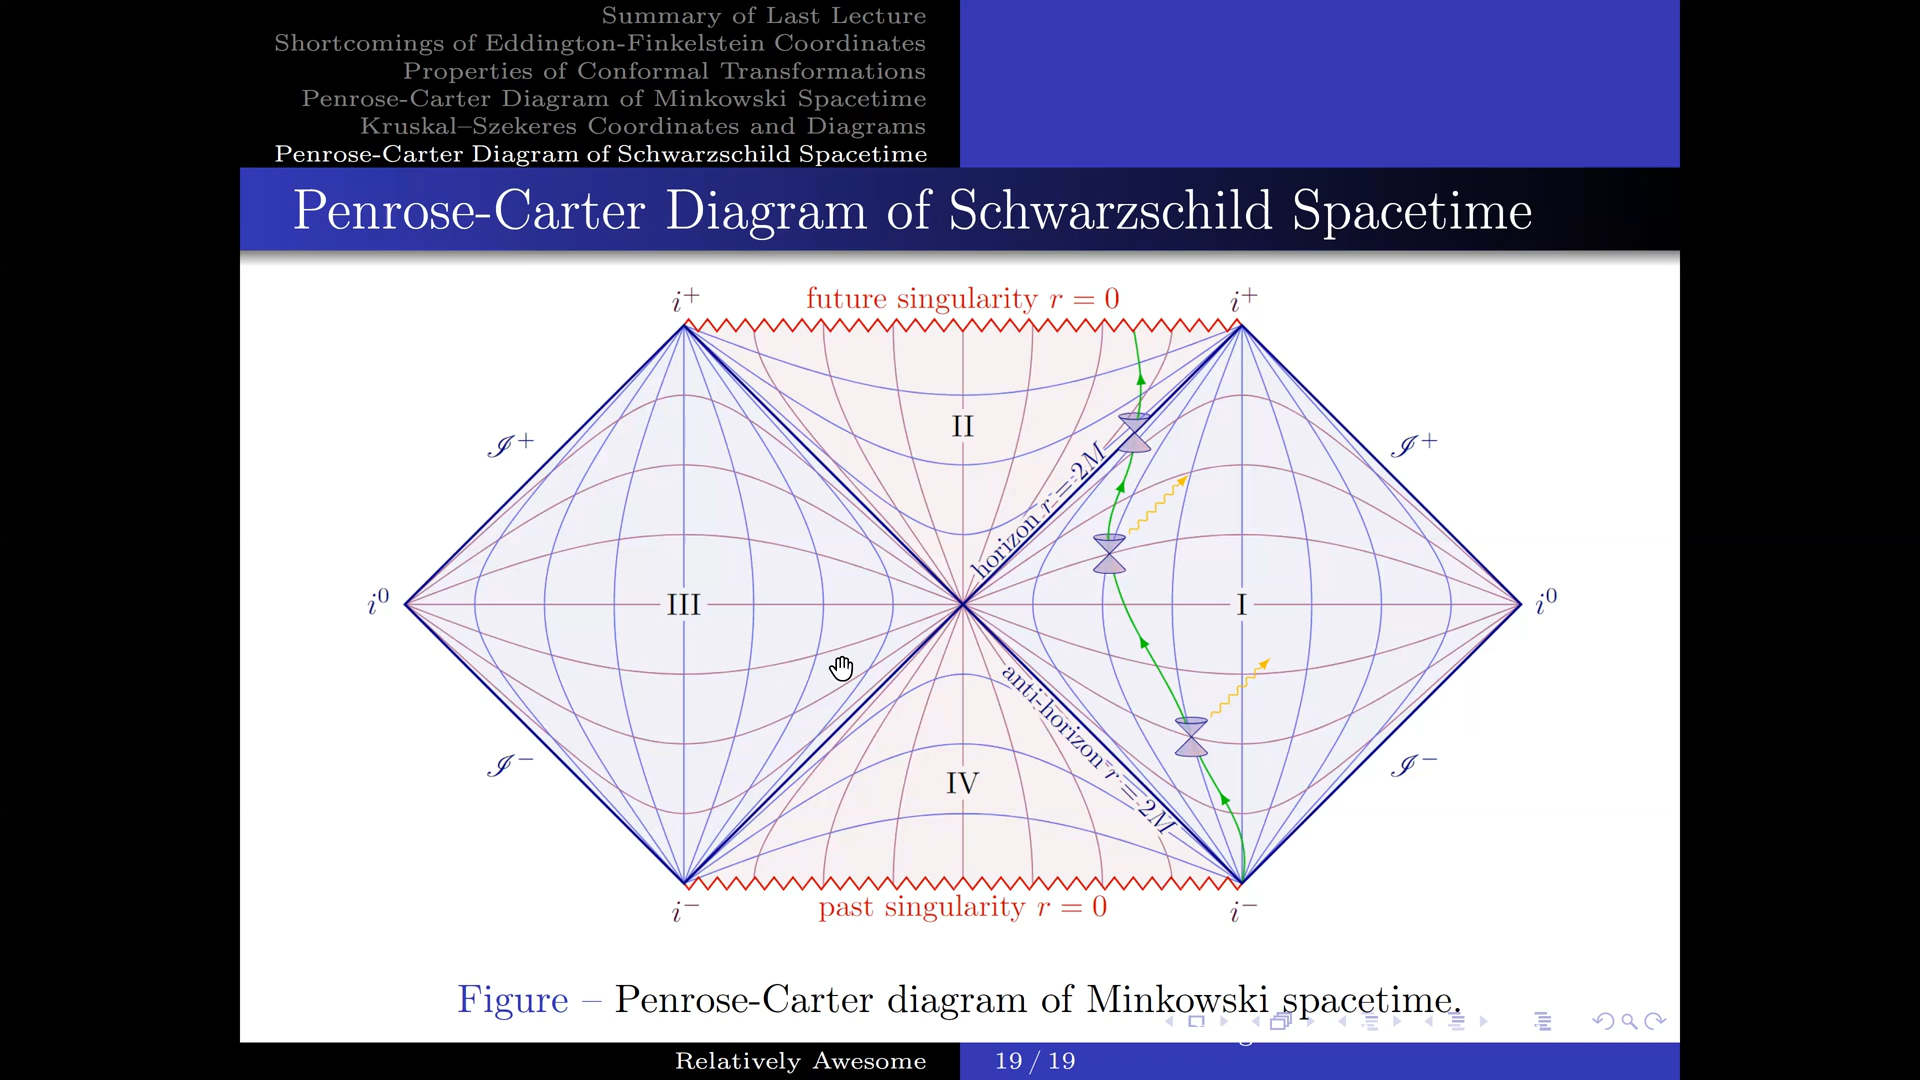 Summary of Last Lecture
Shortcomings of Eddington-Finkelstein Coordinates
Properties of Conformal Transformations
Penrose-Carter Diagram of Minkowski Spacetime
Kruskal–Szekeres Coordinates and Diagrams
Penrose-Carter Diagram of Schwarzschild Spacetime
Penrose-Carter Diagram of Schwarzschild Spacetime
i⁺
future singularity r = 0
i⁺
II
ℐ⁺
ℐ⁺
horizon r = 2M
i⁰
III
I
i⁰
anti-horizon r = 2M
ℐ⁻
IV
ℐ⁻
i⁻
past singularity r = 0
i⁻
Figure – Penrose-Carter diagram of Minkowski spacetime.
Relatively Awesome
19 / 19